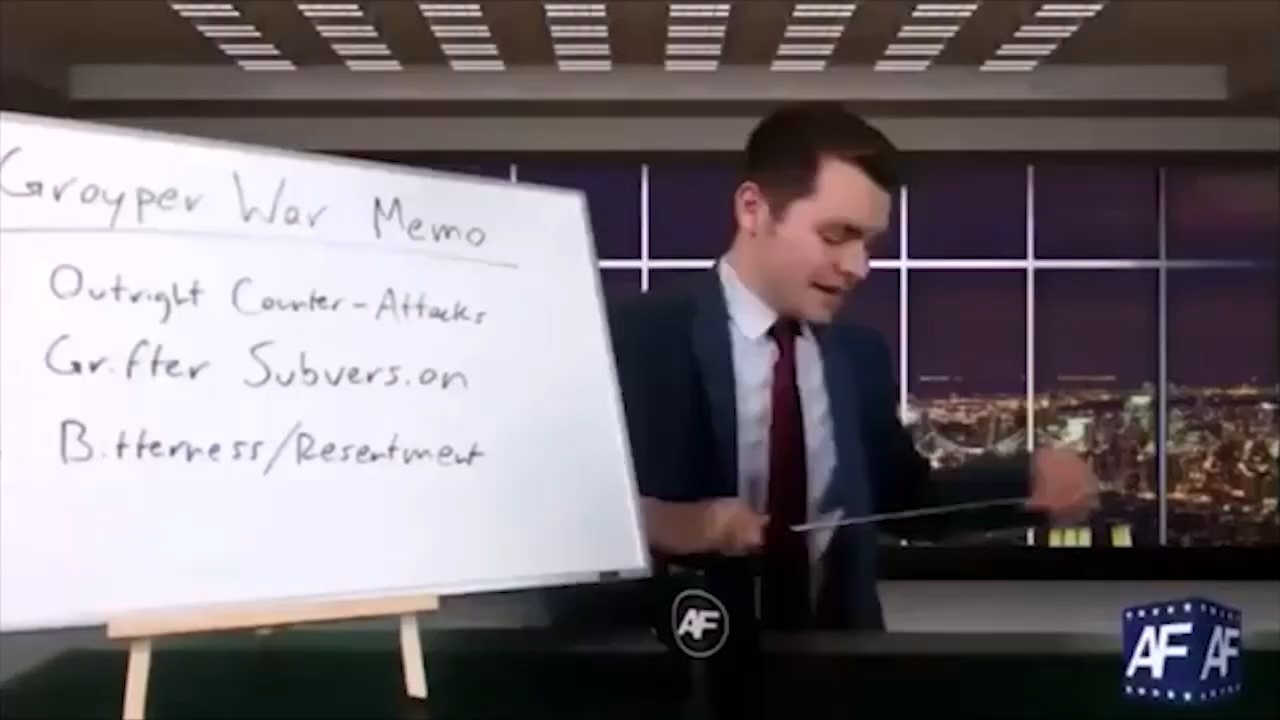 Groyper War Memo
Outright Counter-Attacks
Grifter Subversion
Bitterness/Resentment
AF
AF AF